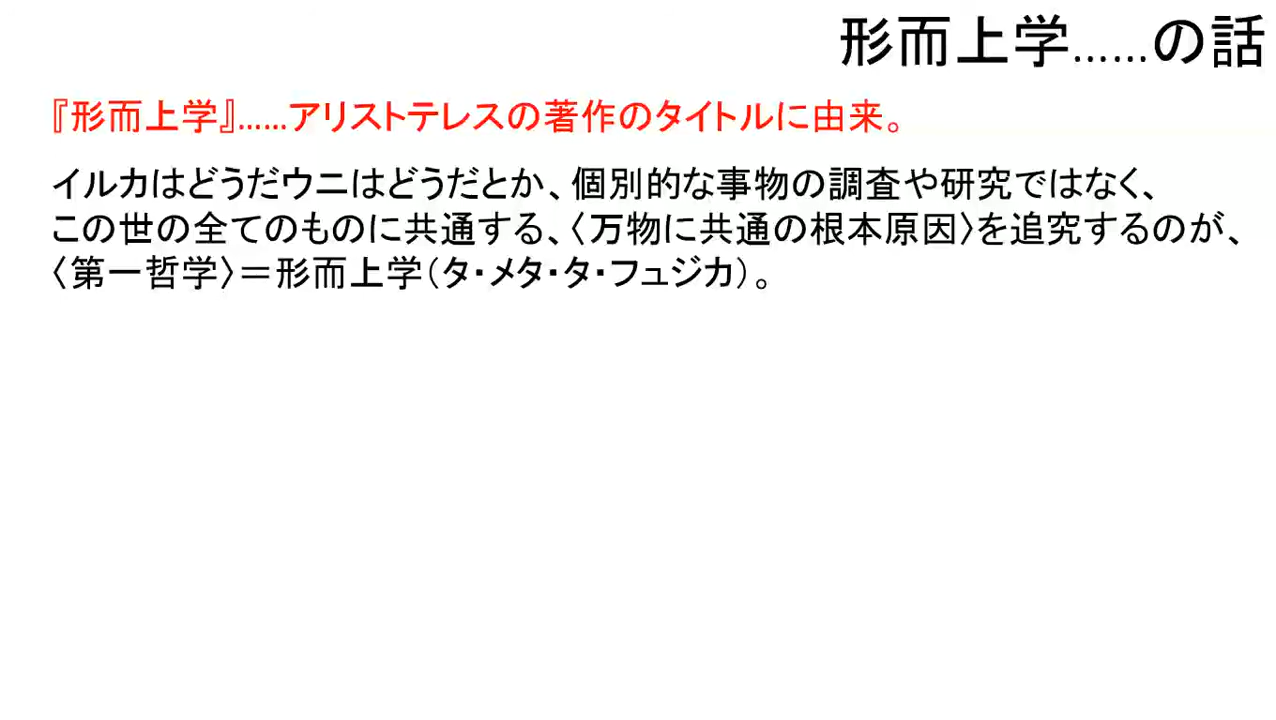 形而上学……の話
『形而上学』……アリストテレスの著作のタイトルに由来。
イルカはどうだウニはどうだとか、個別的な事物の調査や研究ではなく、
この世の全てのものに共通する、〈万物に共通の根本原因〉を追究するのが、
〈第一哲学〉＝形而上学（タ・メタ・タ・フュジカ）。